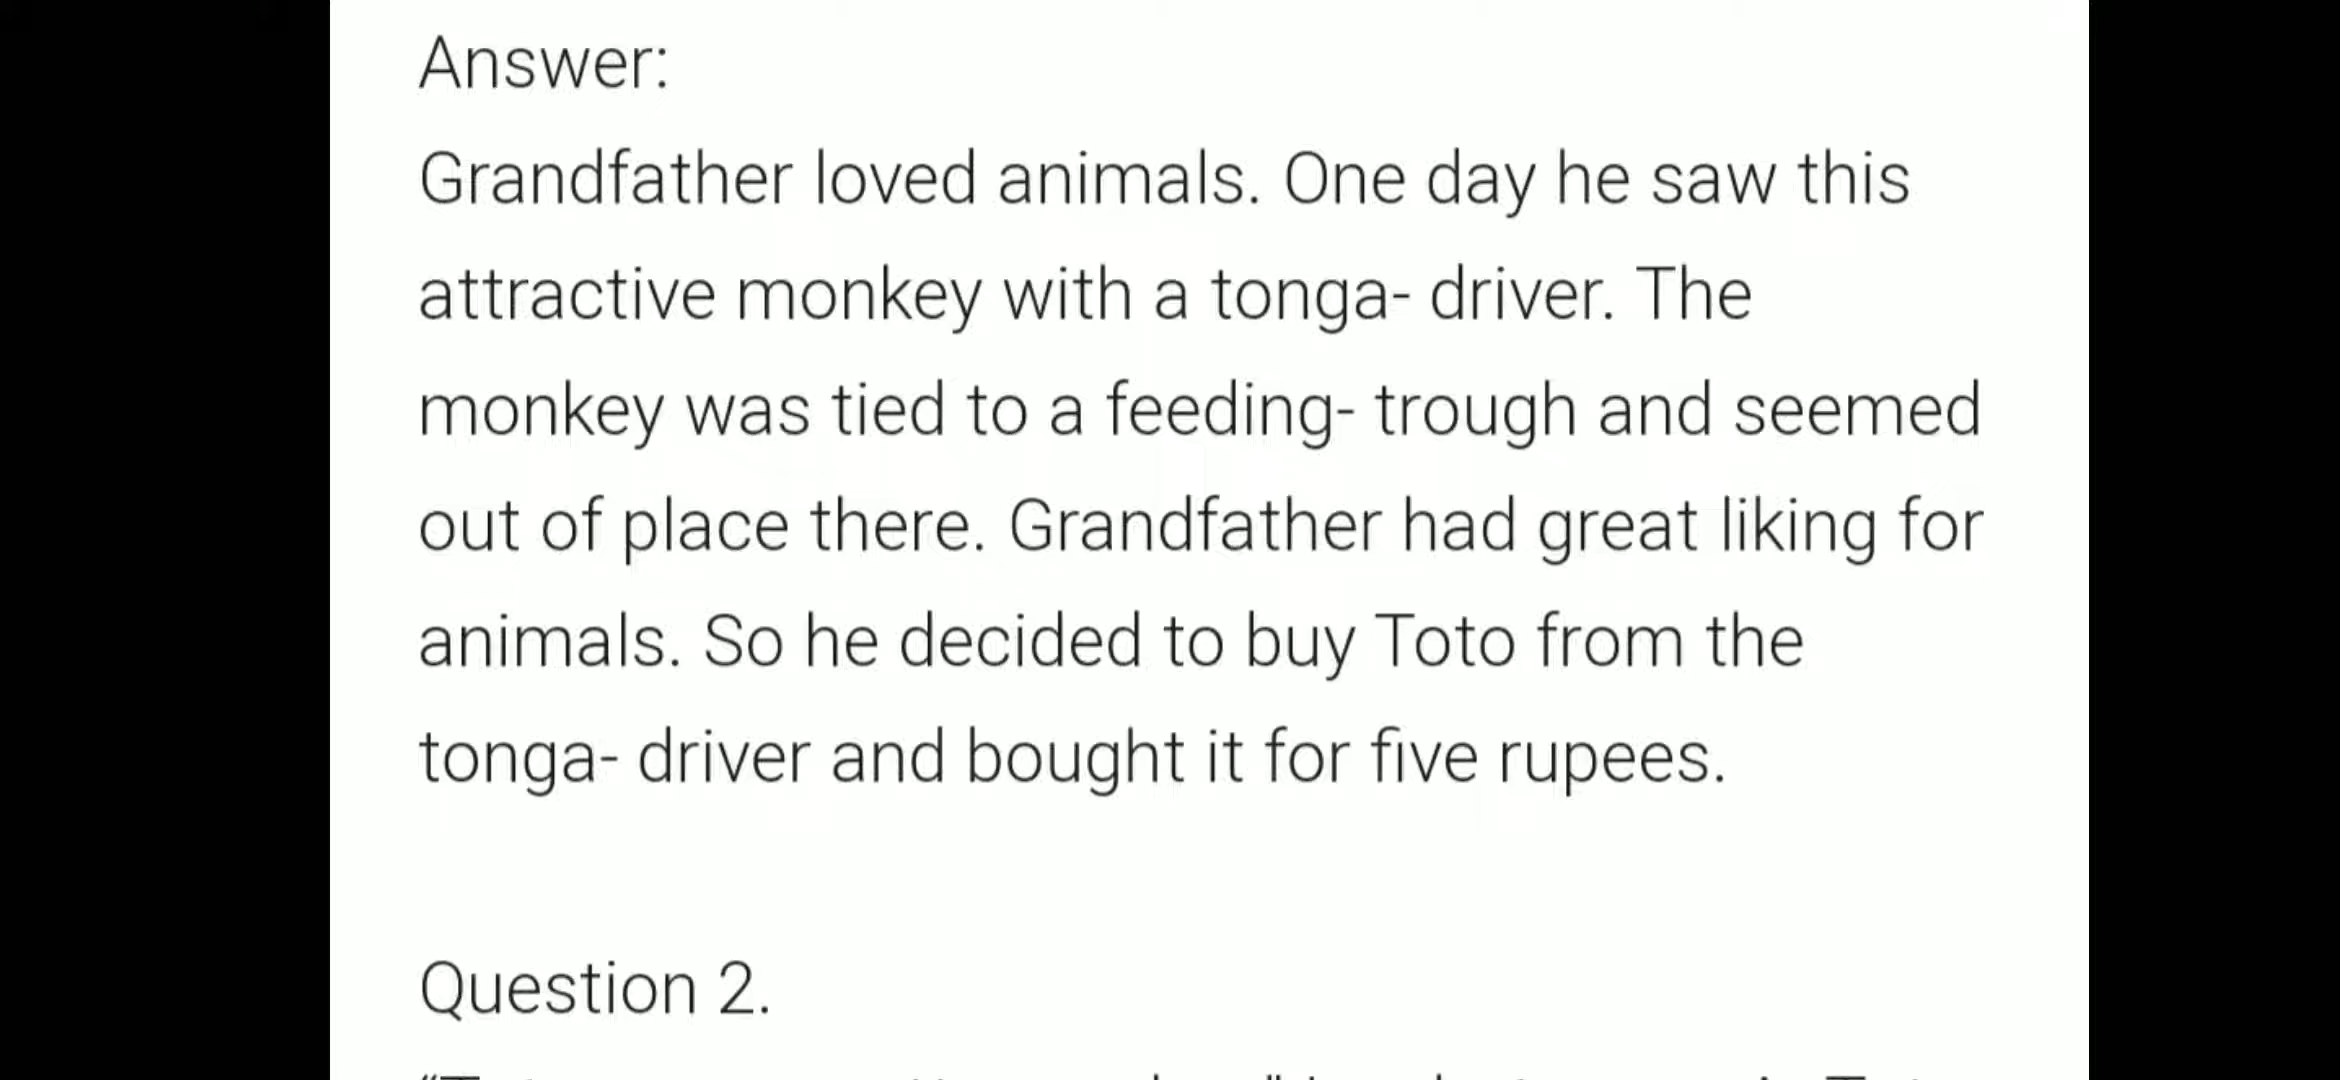 Answer:
Grandfather loved animals. One day he saw this
attractive monkey with a tonga- driver. The
monkey was tied to a feeding- trough and seemed
out of place there. Grandfather had great liking for
animals. So he decided to buy Toto from the
tonga- driver and bought it for five rupees.
Question 2.